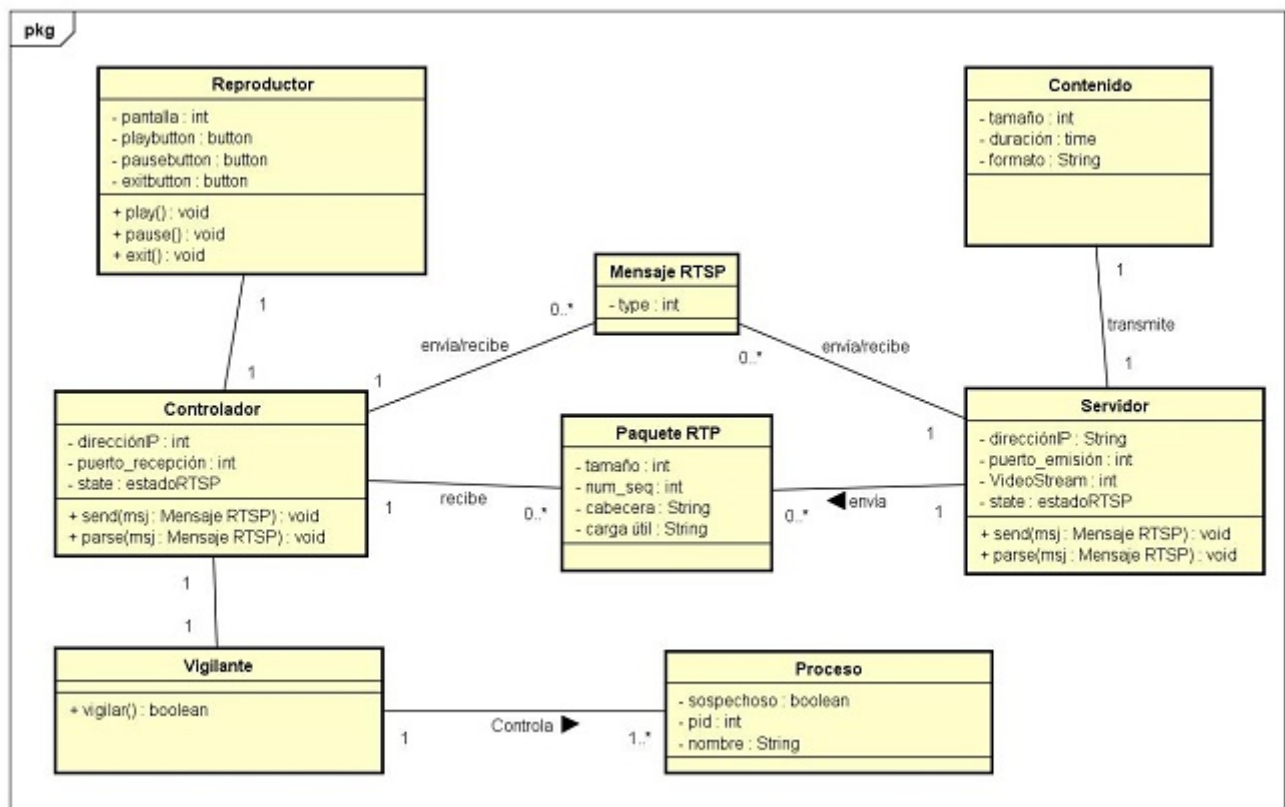 pkg
Reproductor
- pantalla : int
- playbutton : button
- pausebutton : button
- exitbutton : button
+ play() : void
+ pause() : void
+ exit() : void
Contenido
- tamaño : int
- duración : time
- formato : String
Mensaje RTSP
- type : int
1
1
0..*
envía/recibe
1
0..*
envía/recibe
1
1
transmite
1
Controlador
- direcciónIP : int
- puerto_recepción : int
- state : estadoRTSP
+ send(msj : Mensaje RTSP) : void
+ parse(msj : Mensaje RTSP) : void
Paquete RTP
- tamaño : int
- num_seq : int
- cabecera : String
- carga útil : String
Servidor
- direcciónIP : String
- puerto_emisión : int
- VideoStream : int
- state : estadoRTSP
+ send(msj : Mensaje RTSP) : void
+ parse(msj : Mensaje RTSP) : void
1
recibe
0..*
0..*
◀ envía
1
1
1
Vigilante
+ vigilar() : boolean
1
Controla ▶
1..*
Proceso
- sospechoso : boolean
- pid : int
- nombre : String